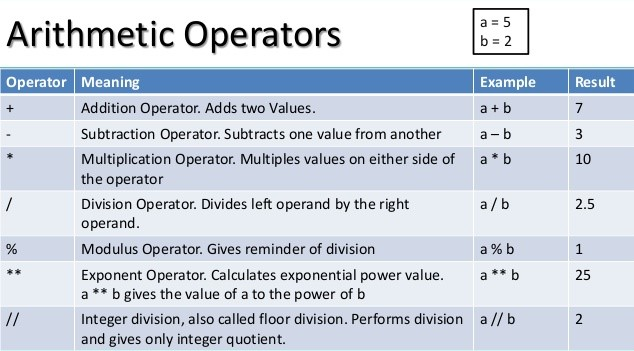 Arithmetic Operators
a = 5
b = 2
Operator Meaning Example Result
+ Addition Operator. Adds two Values. a + b 7
- Subtraction Operator. Subtracts one value from another a – b 3
* Multiplication Operator. Multiples values on either side of a * b 10
the operator
/ Division Operator. Divides left operand by the right a / b 2.5
operand.
% Modulus Operator. Gives reminder of division a % b 1
** Exponent Operator. Calculates exponential power value. a ** b 25
a ** b gives the value of a to the power of b
// Integer division, also called floor division. Performs division a // b 2
and gives only integer quotient.